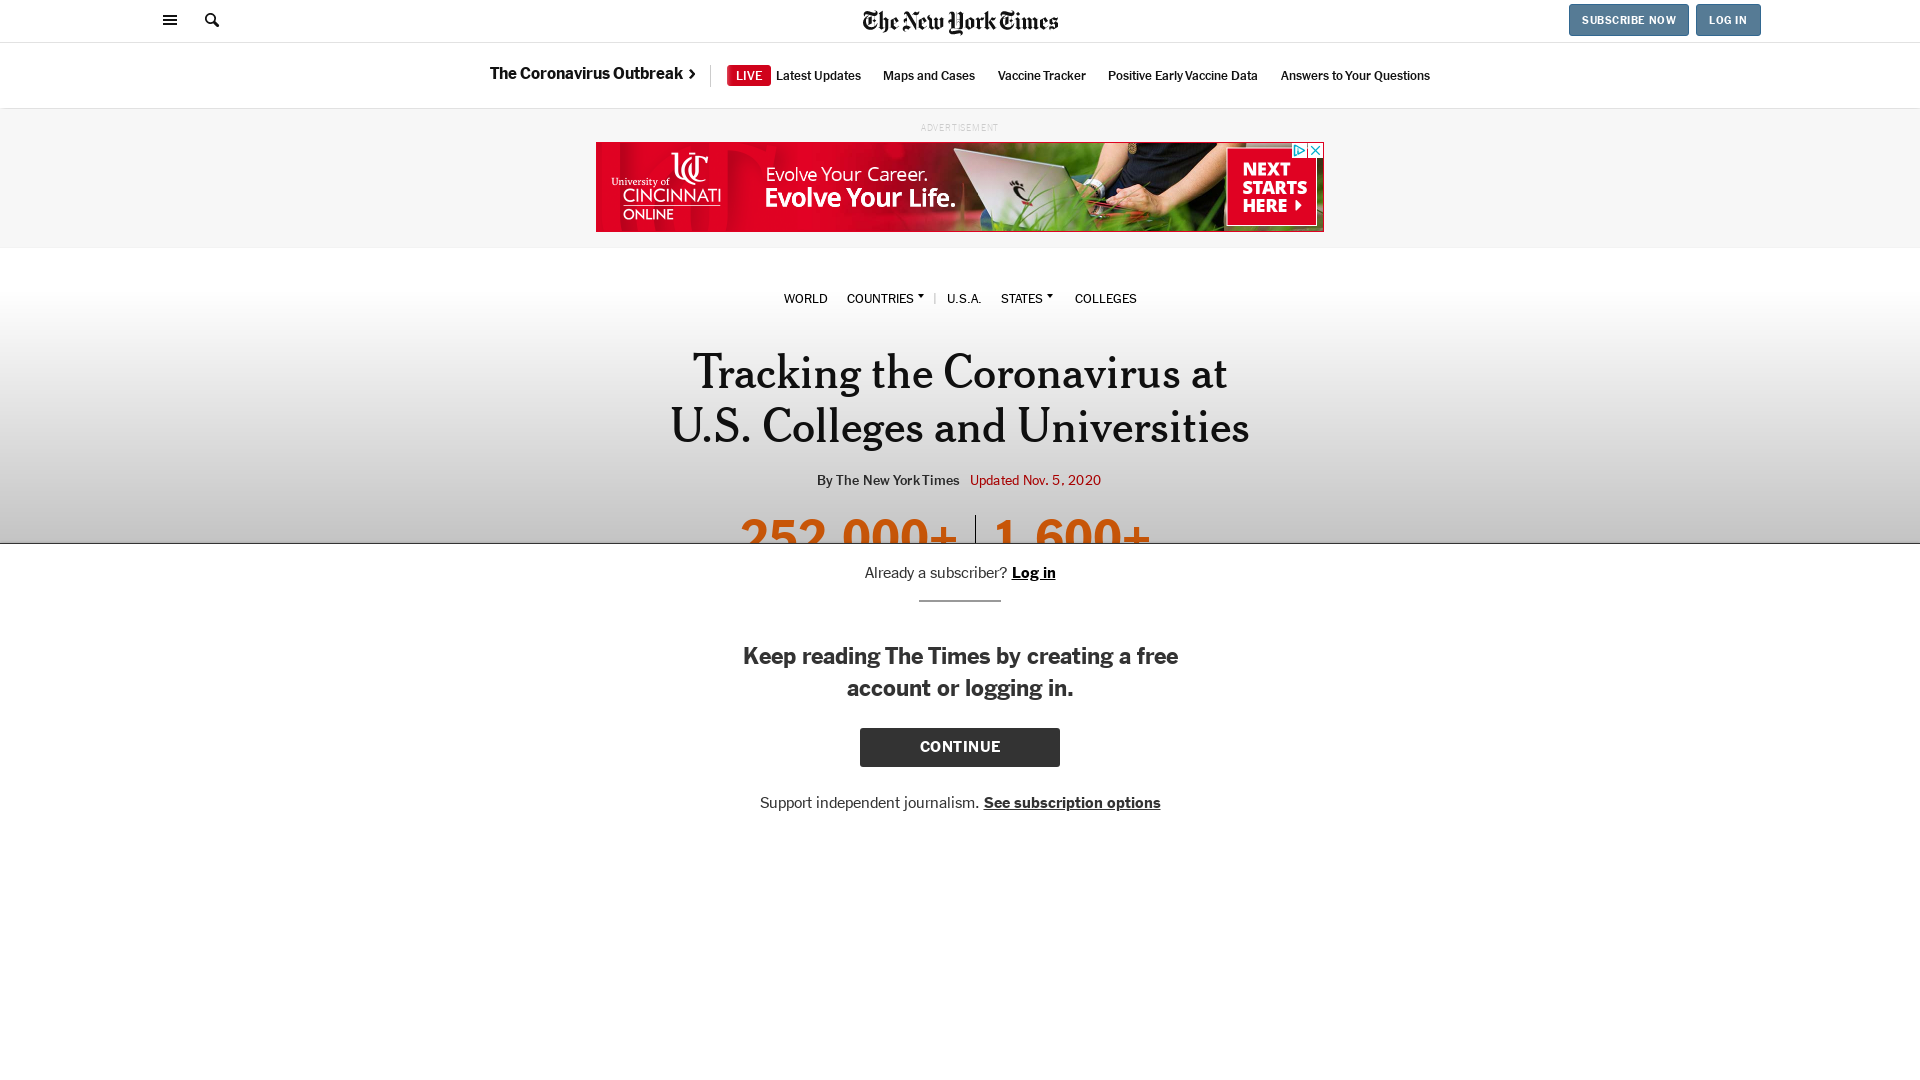 The New York Times
SUBSCRIBE NOW
LOG IN
The Coronavirus Outbreak
LIVE Latest Updates
Maps and Cases
Vaccine Tracker
Positive Early Vaccine Data
Answers to Your Questions
ADVERTISEMENT
University of
CINCINNATI
ONLINE
Evolve Your Career.
Evolve Your Life.
NEXT
STARTS
HERE
WORLD
COUNTRIES
U.S.A.
STATES
COLLEGES
Tracking the Coronavirus at
U.S. Colleges and Universities
By The New York Times Updated Nov. 5, 2020
252,000+ 1,600+
Already a subscriber? Log in
Keep reading The Times by creating a free
account or logging in.
CONTINUE
Support independent journalism. See subscription options